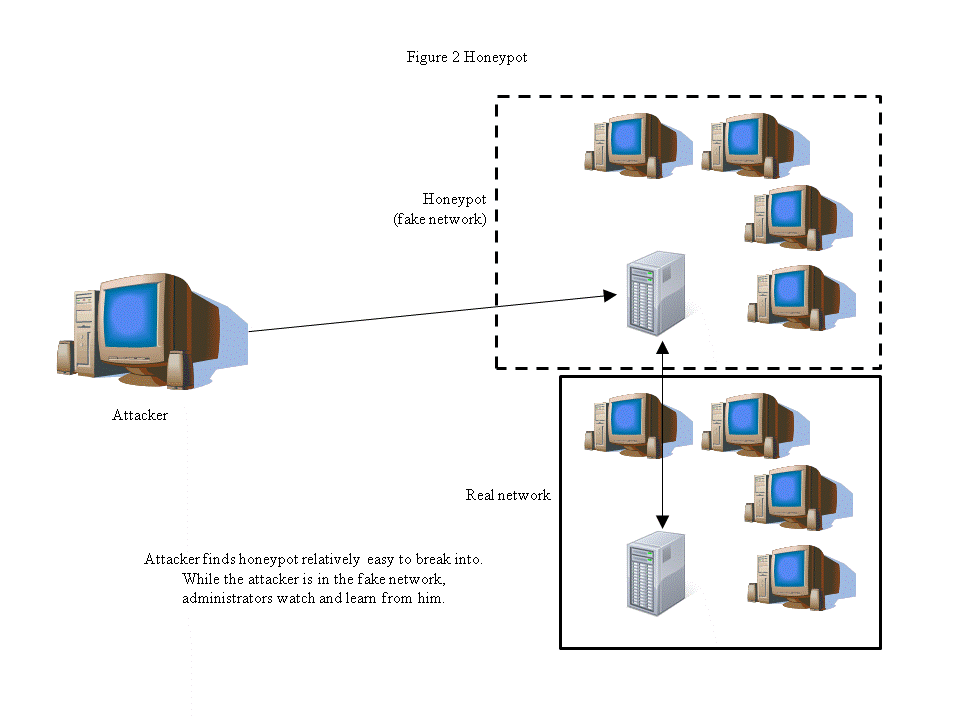 Figure 2 Honeypot
Honeypot
(fake network)
Attacker
Real network
Attacker finds honeypot relatively easy to break into.
While the attacker is in the fake network,
administrators watch and learn from him.